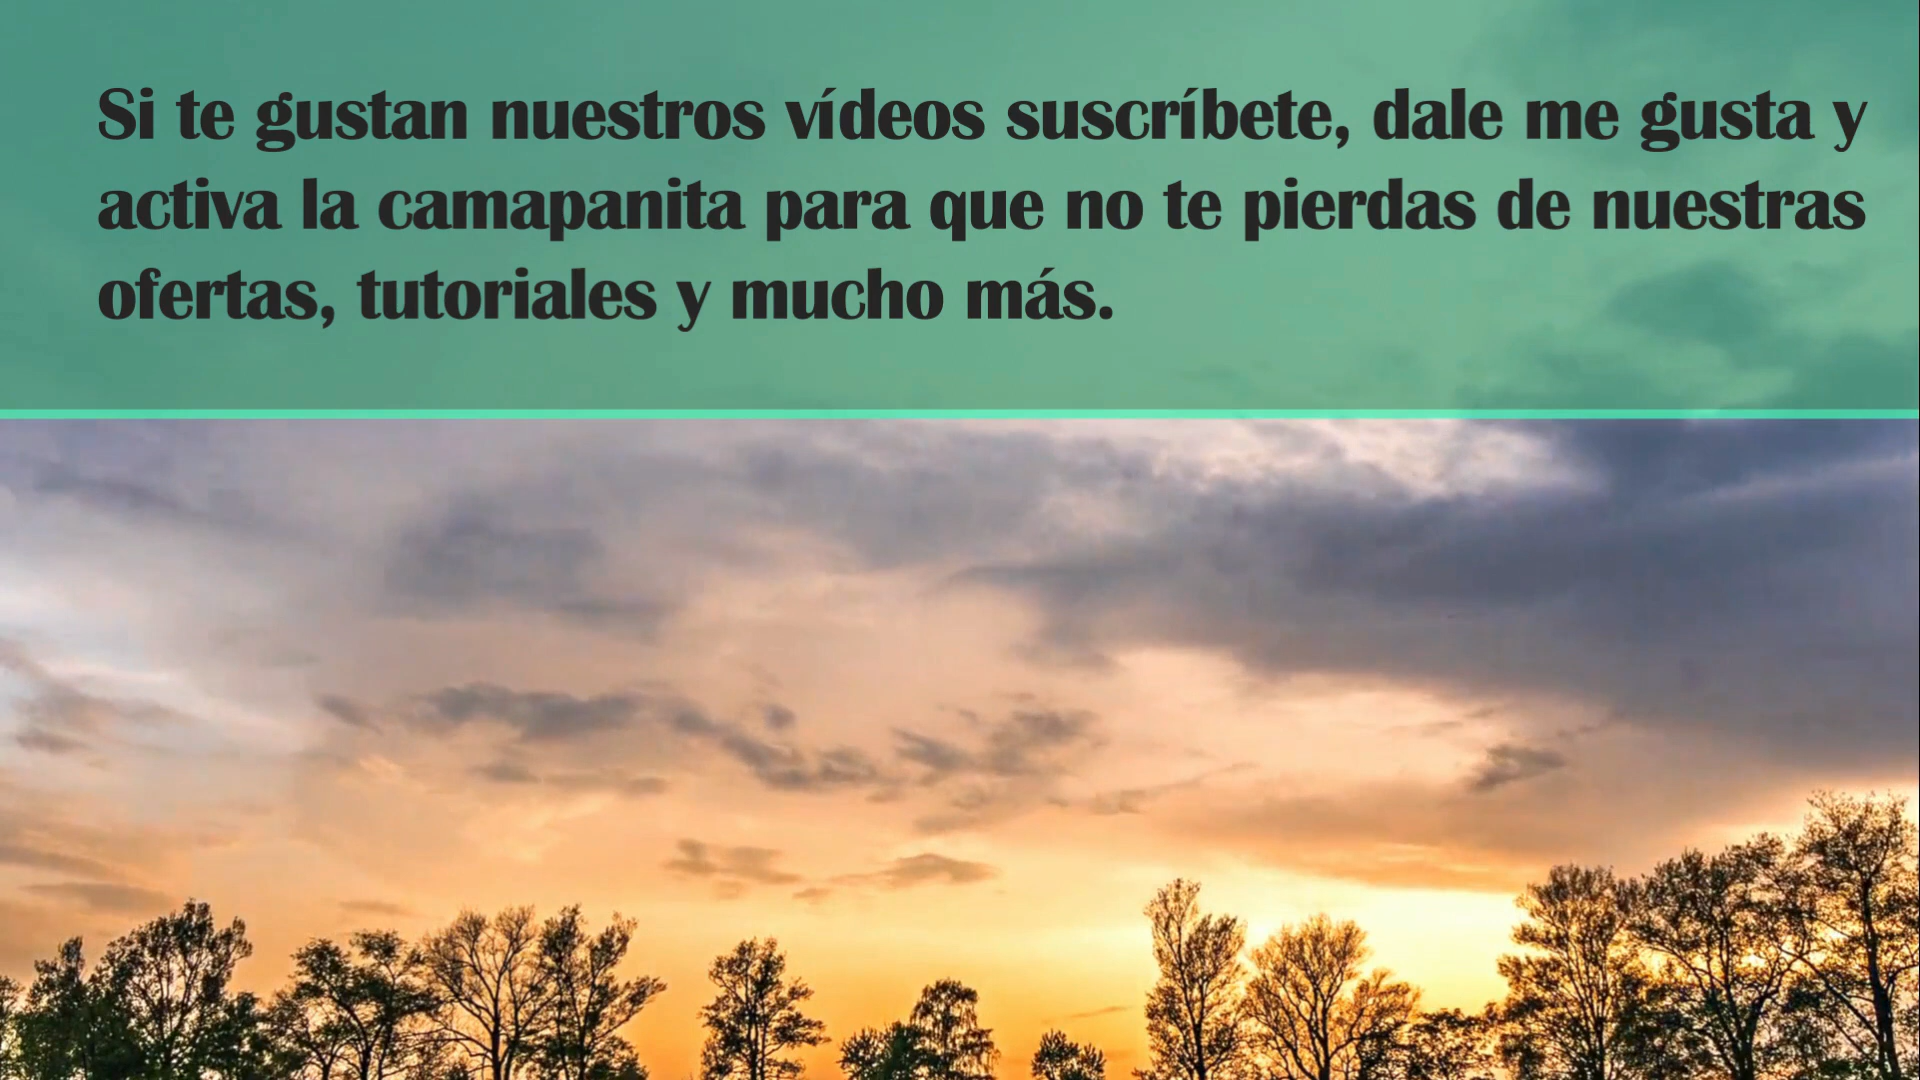 Si te gustan nuestros vídeos suscríbete, dale me gusta y
activa la camapanita para que no te pierdas de nuestras
ofertas, tutoriales y mucho más.